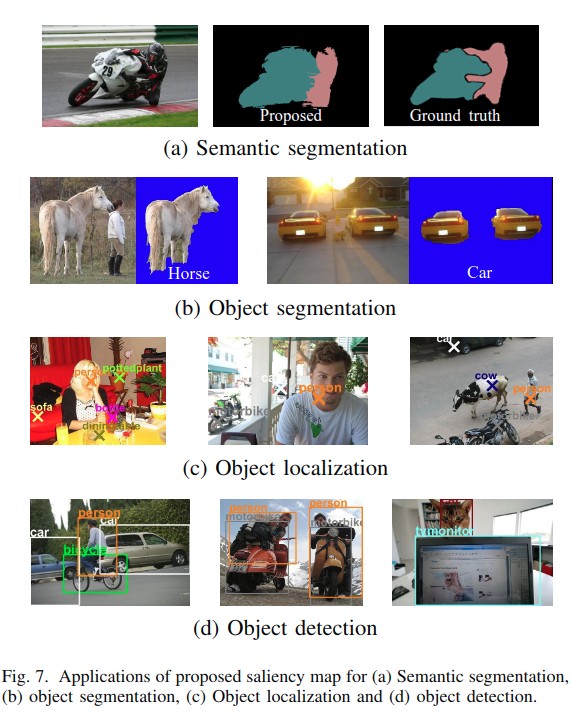 29
Proposed
Ground truth
(a) Semantic segmentation
Horse
Car
(b) Object segmentation
person
pottedplant
sofa
bottle
diningtable
car
person
motorbike
car
cow
person
(c) Object localization
person
car
car
bicycle
person
motorbike
person
motorbike
tvmonitor
(d) Object detection
Fig. 7. Applications of proposed saliency map for (a) Semantic segmentation,
(b) object segmentation, (c) Object localization and (d) object detection.